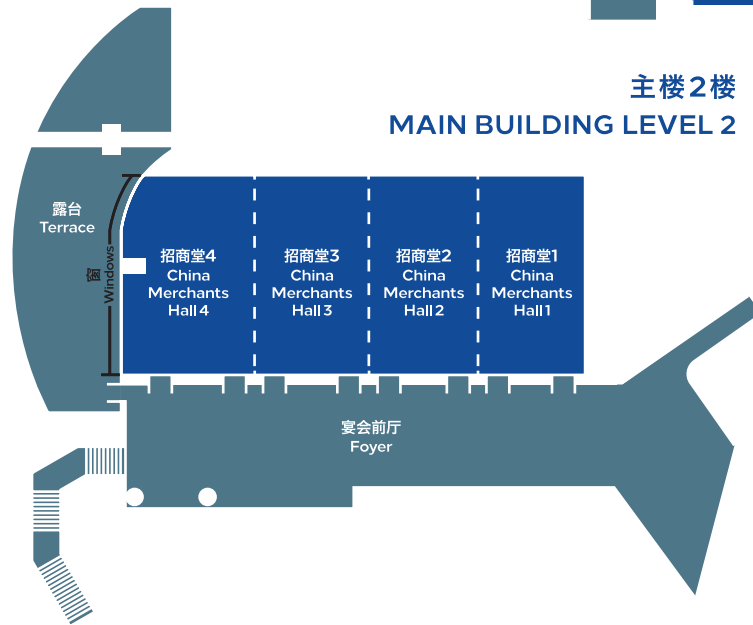 主楼2楼
MAIN BUILDING LEVEL 2
露台
Terrace
窗
Windows
招商堂4
China
Merchants
Hall 4
招商堂3
China
Merchants
Hall 3
招商堂2
China
Merchants
Hall 2
招商堂1
China
Merchants
Hall 1
宴会前厅
Foyer